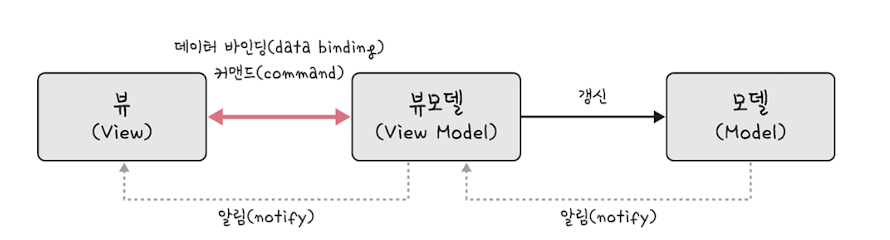 데이터 바인딩(data binding)
커맨드(command)
뷰
(View)
뷰모델
(View Model)
갱신
모델
(Model)
알림(notify)
알림(notify)